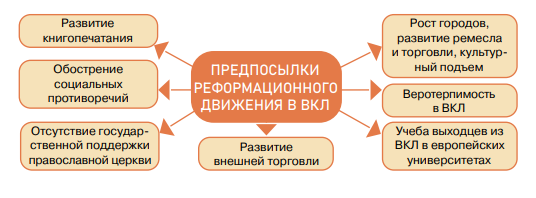 Развитие
книгопечатания
Обострение
социальных
противоречий
Отсутствие государ-
ственной поддержки
православной церкви
ПРЕДПОСЫЛКИ
РЕФОРМАЦИОННОГО
ДВИЖЕНИЯ В ВКЛ
Развитие
внешней торговли
Рост городов,
развитие ремесла
и торговли, культур-
ный подъем
Веротерпимость
в ВКЛ
Учеба выходцев из
ВКЛ в европейских
университетах